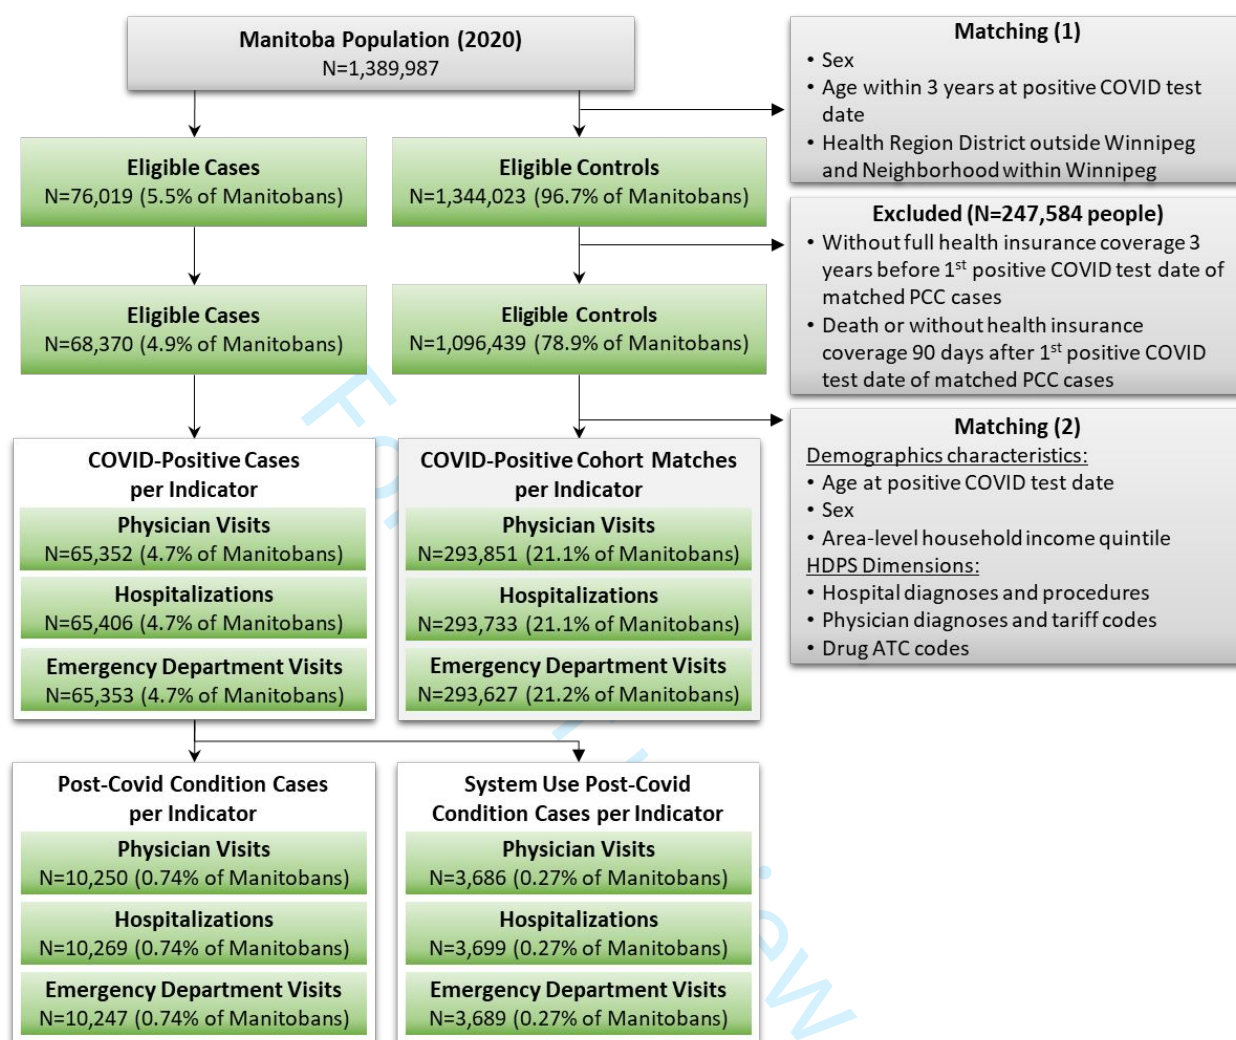 Manitoba Population (2020)
N=1,389,987
Matching (1)
• Sex
• Age within 3 years at positive COVID test
date
• Health Region District outside Winnipeg
and Neighborhood within Winnipeg
Eligible Cases
N=76,019 (5.5% of Manitobans)
Eligible Controls
N=1,344,023 (96.7% of Manitobans)
Excluded (N=247,584 people)
• Without full health insurance coverage 3
years before 1st positive COVID test date of
matched PCC cases
• Death or without health insurance
coverage 90 days after 1st positive COVID
test date of matched PCC cases
Eligible Cases
N=68,370 (4.9% of Manitobans)
Eligible Controls
N=1,096,439 (78.9% of Manitobans)
Matching (2)
Demographics characteristics:
• Age at positive COVID test date
• Sex
• Area-level household income quintile
HDPS Dimensions:
• Hospital diagnoses and procedures
• Physician diagnoses and tariff codes
• Drug ATC codes
COVID-Positive Cases
per Indicator
Physician Visits
N=65,352 (4.7% of Manitobans)
Hospitalizations
N=65,406 (4.7% of Manitobans)
Emergency Department Visits
N=65,353 (4.7% of Manitobans)
COVID-Positive Cohort Matches
per Indicator
Physician Visits
N=293,851 (21.1% of Manitobans)
Hospitalizations
N=293,733 (21.1% of Manitobans)
Emergency Department Visits
N=293,627 (21.2% of Manitobans)
Post-Covid Condition Cases
per Indicator
Physician Visits
N=10,250 (0.74% of Manitobans)
Hospitalizations
N=10,269 (0.74% of Manitobans)
Emergency Department Visits
N=10,247 (0.74% of Manitobans)
System Use Post-Covid
Condition Cases per Indicator
Physician Visits
N=3,686 (0.27% of Manitobans)
Hospitalizations
N=3,699 (0.27% of Manitobans)
Emergency Department Visits
N=3,689 (0.27% of Manitobans)